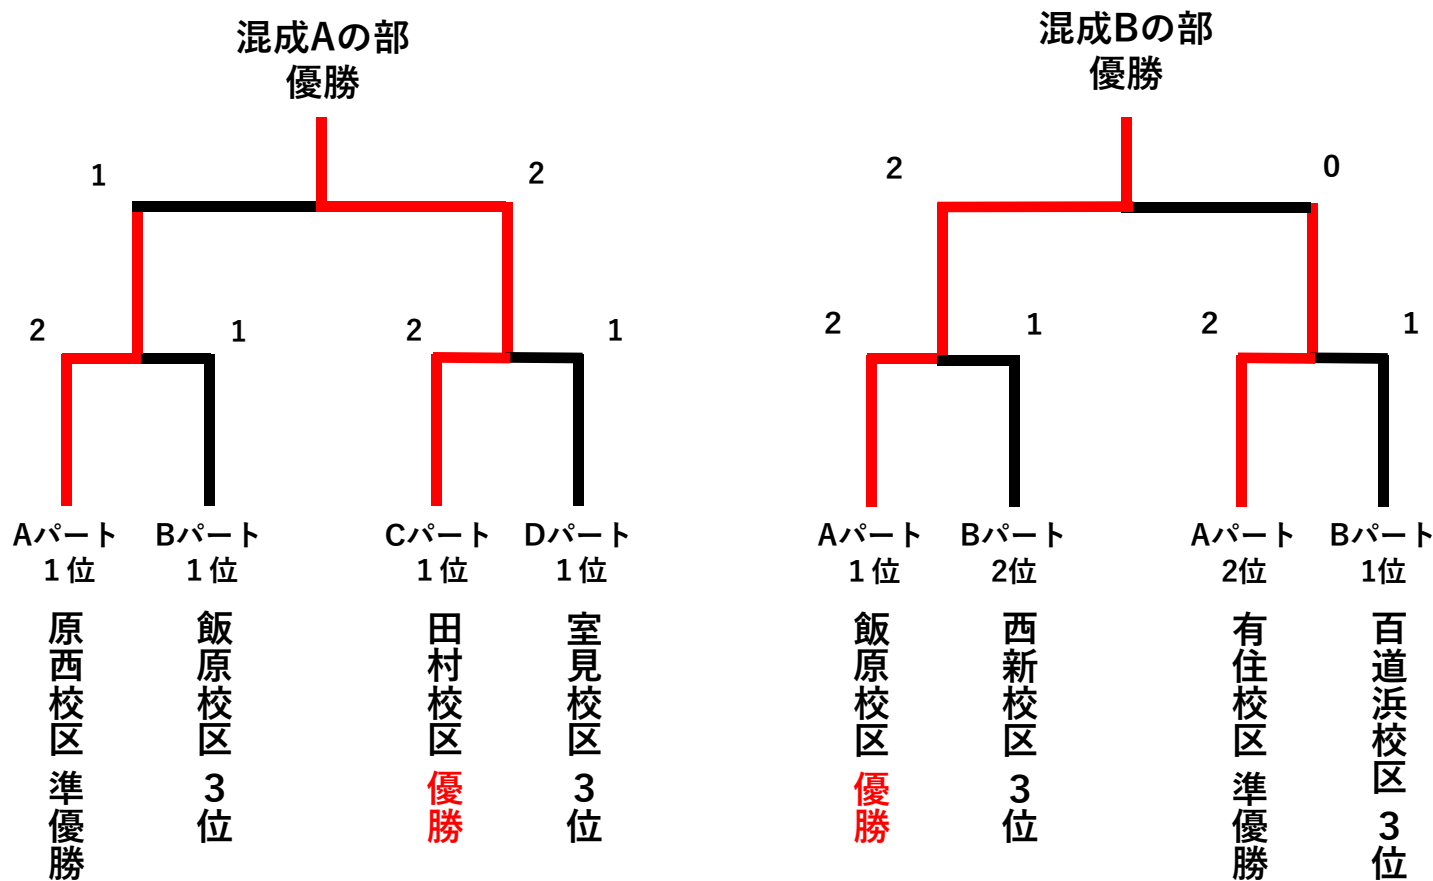 混成Aの部
優勝
1
2
2
1
2
1
Aパート
1位
原西校区 準優勝
Bパート
1位
飯原校区 3位
Cパート
1位
田村校区 優勝
Dパート
1位
室見校区 3位
混成Bの部
優勝
2
0
2
1
2
1
Aパート
1位
飯原校区 優勝
Bパート
2位
西新校区 3位
Aパート
2位
有住校区 準優勝
Bパート
1位
百道浜校区 3位